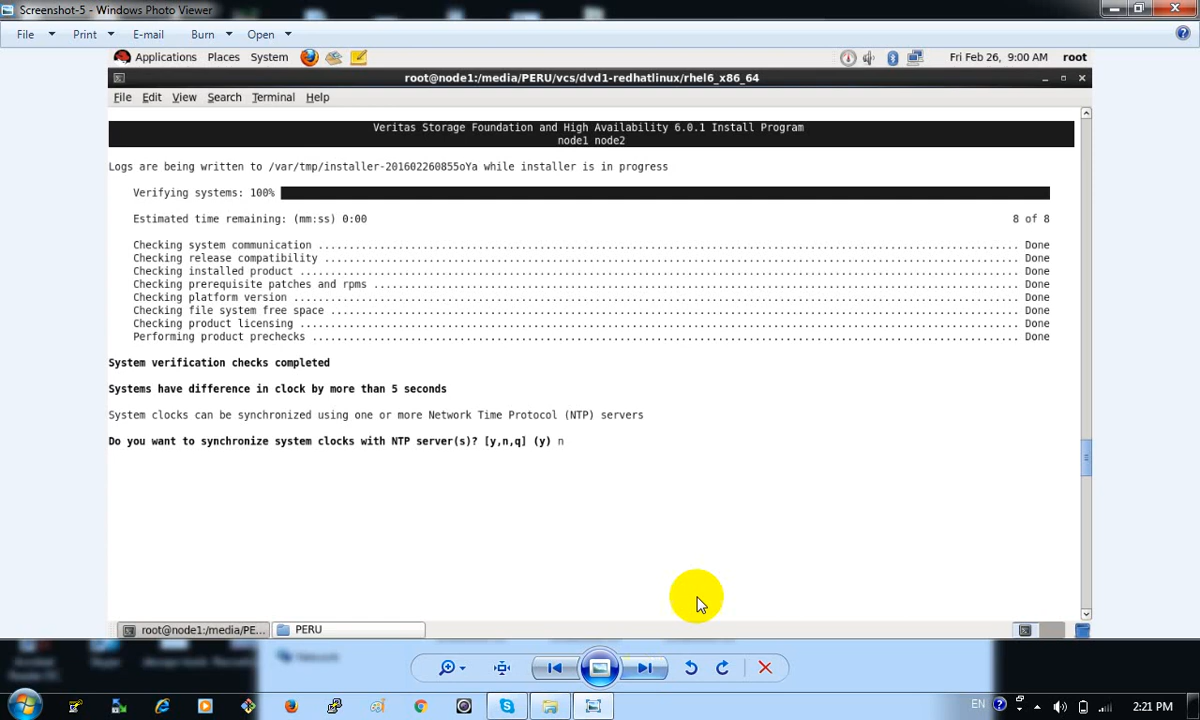 Screenshot-5 - Windows Photo Viewer
File Print E-mail Burn Open
Applications Places System Fri Feb 26, 9:00 AM root
root@node1:/media/PERU/vcs/dvd1-redhatlinux/rhel6_x86_64
File Edit View Search Terminal Help
Veritas Storage Foundation and High Availability 6.0.1 Install Program
node1 node2
Logs are being written to /var/tmp/installer-201602260855oYa while installer is in progress
Verifying systems: 100%
Estimated time remaining: (mm:ss) 0:00 8 of 8
Checking system communication ........................................ Done
Checking release compatibility ........................................ Done
Checking installed product ........................................ Done
Checking prerequisite patches and rpms ........................................ Done
Checking platform version ........................................ Done
Checking file system free space ........................................ Done
Checking product licensing ........................................ Done
Performing product prechecks ........................................ Done
System verification checks completed
Systems have difference in clock by more than 5 seconds
System clocks can be synchronized using one or more Network Time Protocol (NTP) servers
Do you want to synchronize system clocks with NTP server(s)? [y,n,q] (y) n
root@node1:/media/PE... PERU
EN 2:21 PM